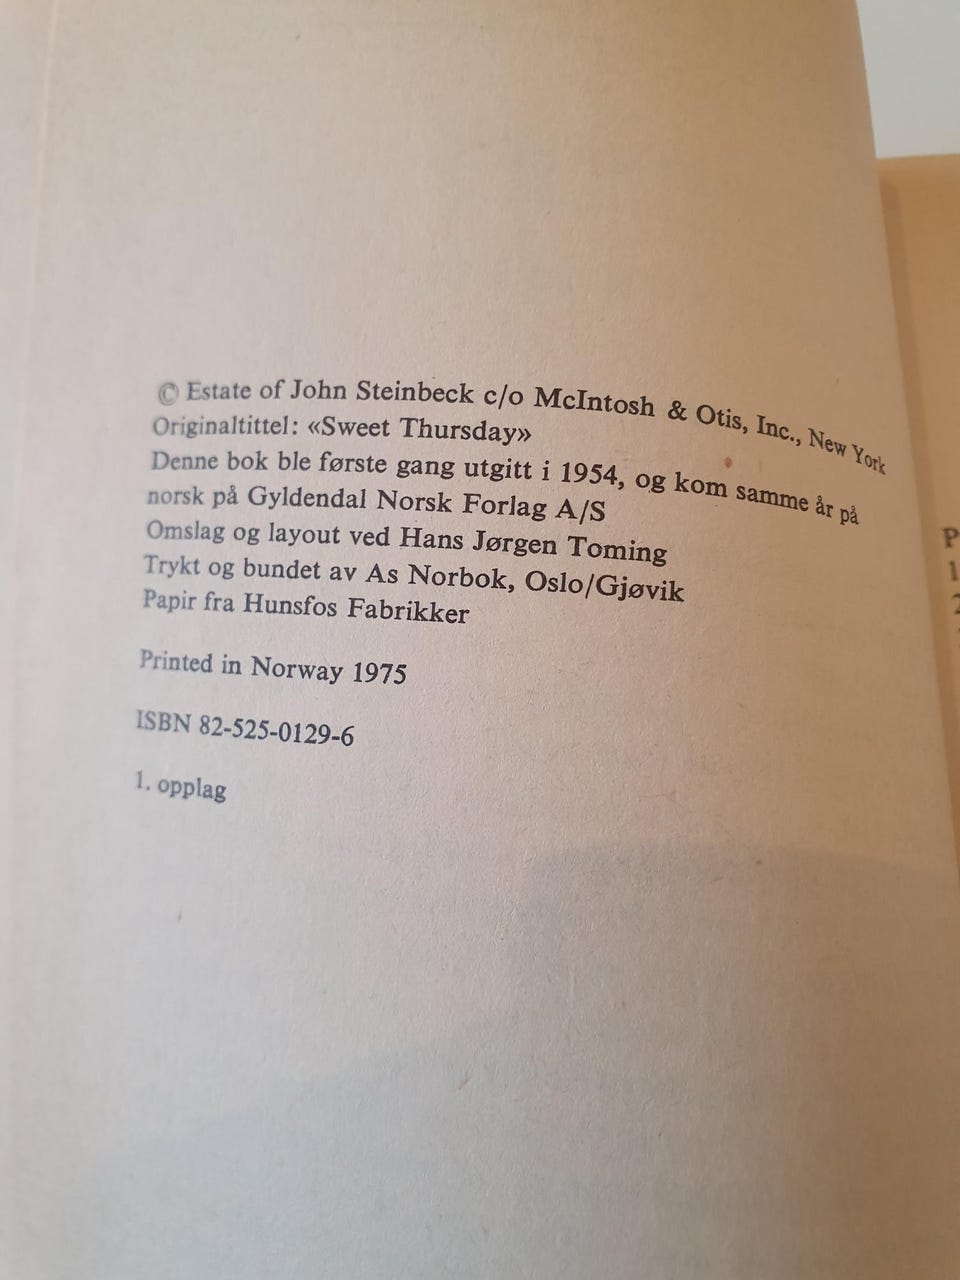 © Estate of John Steinbeck c/o McIntosh & Otis, Inc., New York
Originaltittel: «Sweet Thursday»
Denne bok ble første gang utgitt i 1954, og kom samme år på
norsk på Gyldendal Norsk Forlag A/S
Omslag og layout ved Hans Jørgen Toming
Trykt og bundet av As Norbok, Oslo/Gjøvik
Papir fra Hunsfos Fabrikker
Printed in Norway 1975
ISBN 82-525-0129-6
1. opplag